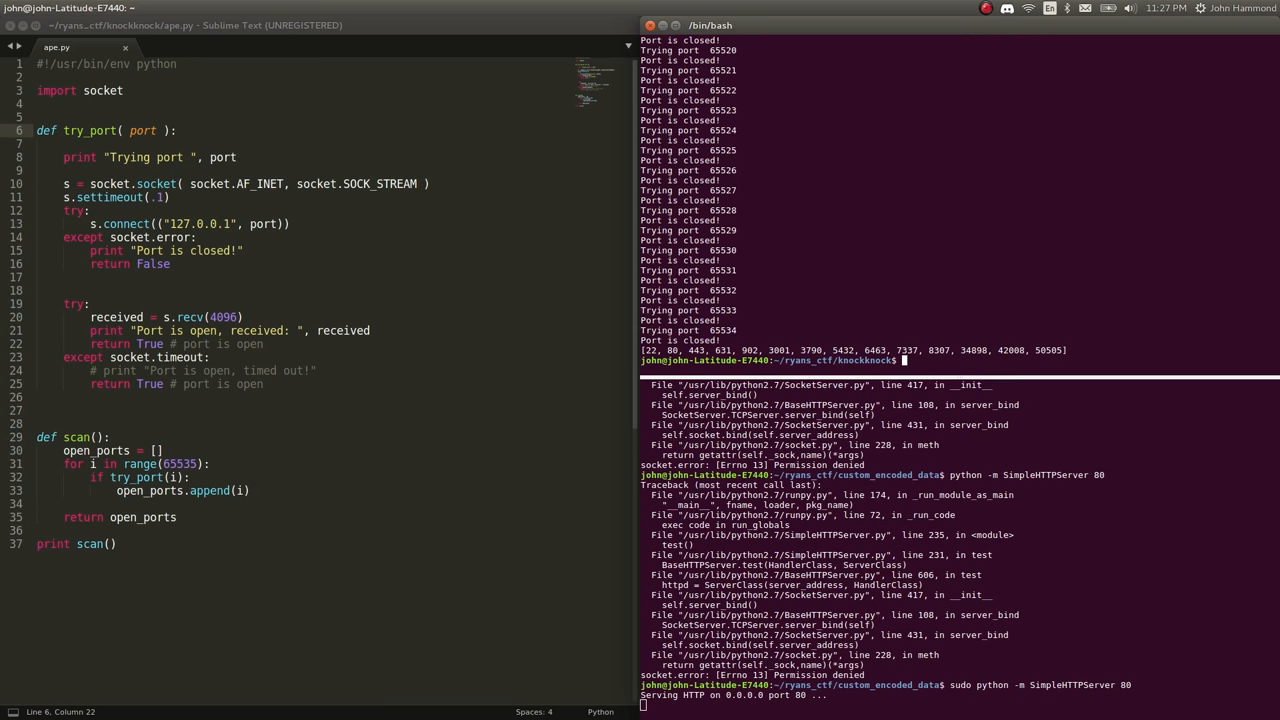 john@john-Latitude-E7440: ~
En
11:27 PM
John Hammond
~/ryans_ctf/knockknock/ape.py - Sublime Text (UNREGISTERED)
ape.py
1 #!/usr/bin/env python
2
3 import socket
4
5
6 def try_port( port ):
7
8 print "Trying port ", port
9
10 s = socket.socket( socket.AF_INET, socket.SOCK_STREAM )
11 s.settimeout(.1)
12 try:
13 s.connect(("127.0.0.1", port))
14 except socket.error:
15 print "Port is closed!"
16 return False
17
18
19 try:
20 received = s.recv(4096)
21 print "Port is open, received: ", received
22 return True # port is open
23 except socket.timeout:
24 # print "Port is open, timed out!"
25 return True # port is open
26
27
28
29 def scan():
30 open_ports = []
31 for i in range(65535):
32 if try_port(i):
33 open_ports.append(i)
34
35 return open_ports
36
37 print scan()
Line 6, Column 22
Spaces: 4
Python
/bin/bash
Port is closed!
Trying port  65520
Port is closed!
Trying port  65521
Port is closed!
Trying port  65522
Port is closed!
Trying port  65523
Port is closed!
Trying port  65524
Port is closed!
Trying port  65525
Port is closed!
Trying port  65526
Port is closed!
Trying port  65527
Port is closed!
Trying port  65528
Port is closed!
Trying port  65529
Port is closed!
Trying port  65530
Port is closed!
Trying port  65531
Port is closed!
Trying port  65532
Port is closed!
Trying port  65533
Port is closed!
Trying port  65534
Port is closed!
[22, 80, 443, 631, 902, 3001, 3790, 5432, 6463, 7337, 8307, 34898, 42008, 50505]
john@john-Latitude-E7440:~/ryans_ctf/knockknock$
File "/usr/lib/python2.7/SocketServer.py", line 417, in __init__
self.server_bind()
File "/usr/lib/python2.7/BaseHTTPServer.py", line 108, in server_bind
SocketServer.TCPServer.server_bind(self)
File "/usr/lib/python2.7/SocketServer.py", line 431, in server_bind
self.socket.bind(self.server_address)
File "/usr/lib/python2.7/socket.py", line 228, in meth
return getattr(self._sock,name)(*args)
socket.error: [Errno 13] Permission denied
john@john-Latitude-E7440:~/ryans_ctf/custom_encoded_data$ python -m SimpleHTTPServer 80
Traceback (most recent call last):
File "/usr/lib/python2.7/runpy.py", line 174, in _run_module_as_main
"__main__", fname, loader, pkg_name)
File "/usr/lib/python2.7/runpy.py", line 72, in _run_code
exec code in run_globals
File "/usr/lib/python2.7/SimpleHTTPServer.py", line 235, in <module>
test()
File "/usr/lib/python2.7/SimpleHTTPServer.py", line 231, in test
BaseHTTPServer.test(HandlerClass, ServerClass)
File "/usr/lib/python2.7/BaseHTTPServer.py", line 606, in test
httpd = ServerClass(server_address, HandlerClass)
File "/usr/lib/python2.7/SocketServer.py", line 417, in __init__
self.server_bind()
File "/usr/lib/python2.7/BaseHTTPServer.py", line 108, in server_bind
SocketServer.TCPServer.server_bind(self)
File "/usr/lib/python2.7/SocketServer.py", line 431, in server_bind
self.socket.bind(self.server_address)
File "/usr/lib/python2.7/socket.py", line 228, in meth
return getattr(self._sock,name)(*args)
socket.error: [Errno 13] Permission denied
john@john-Latitude-E7440:~/ryans_ctf/custom_encoded_data$ sudo python -m SimpleHTTPServer 80
Serving HTTP on 0.0.0.0 port 80 ...